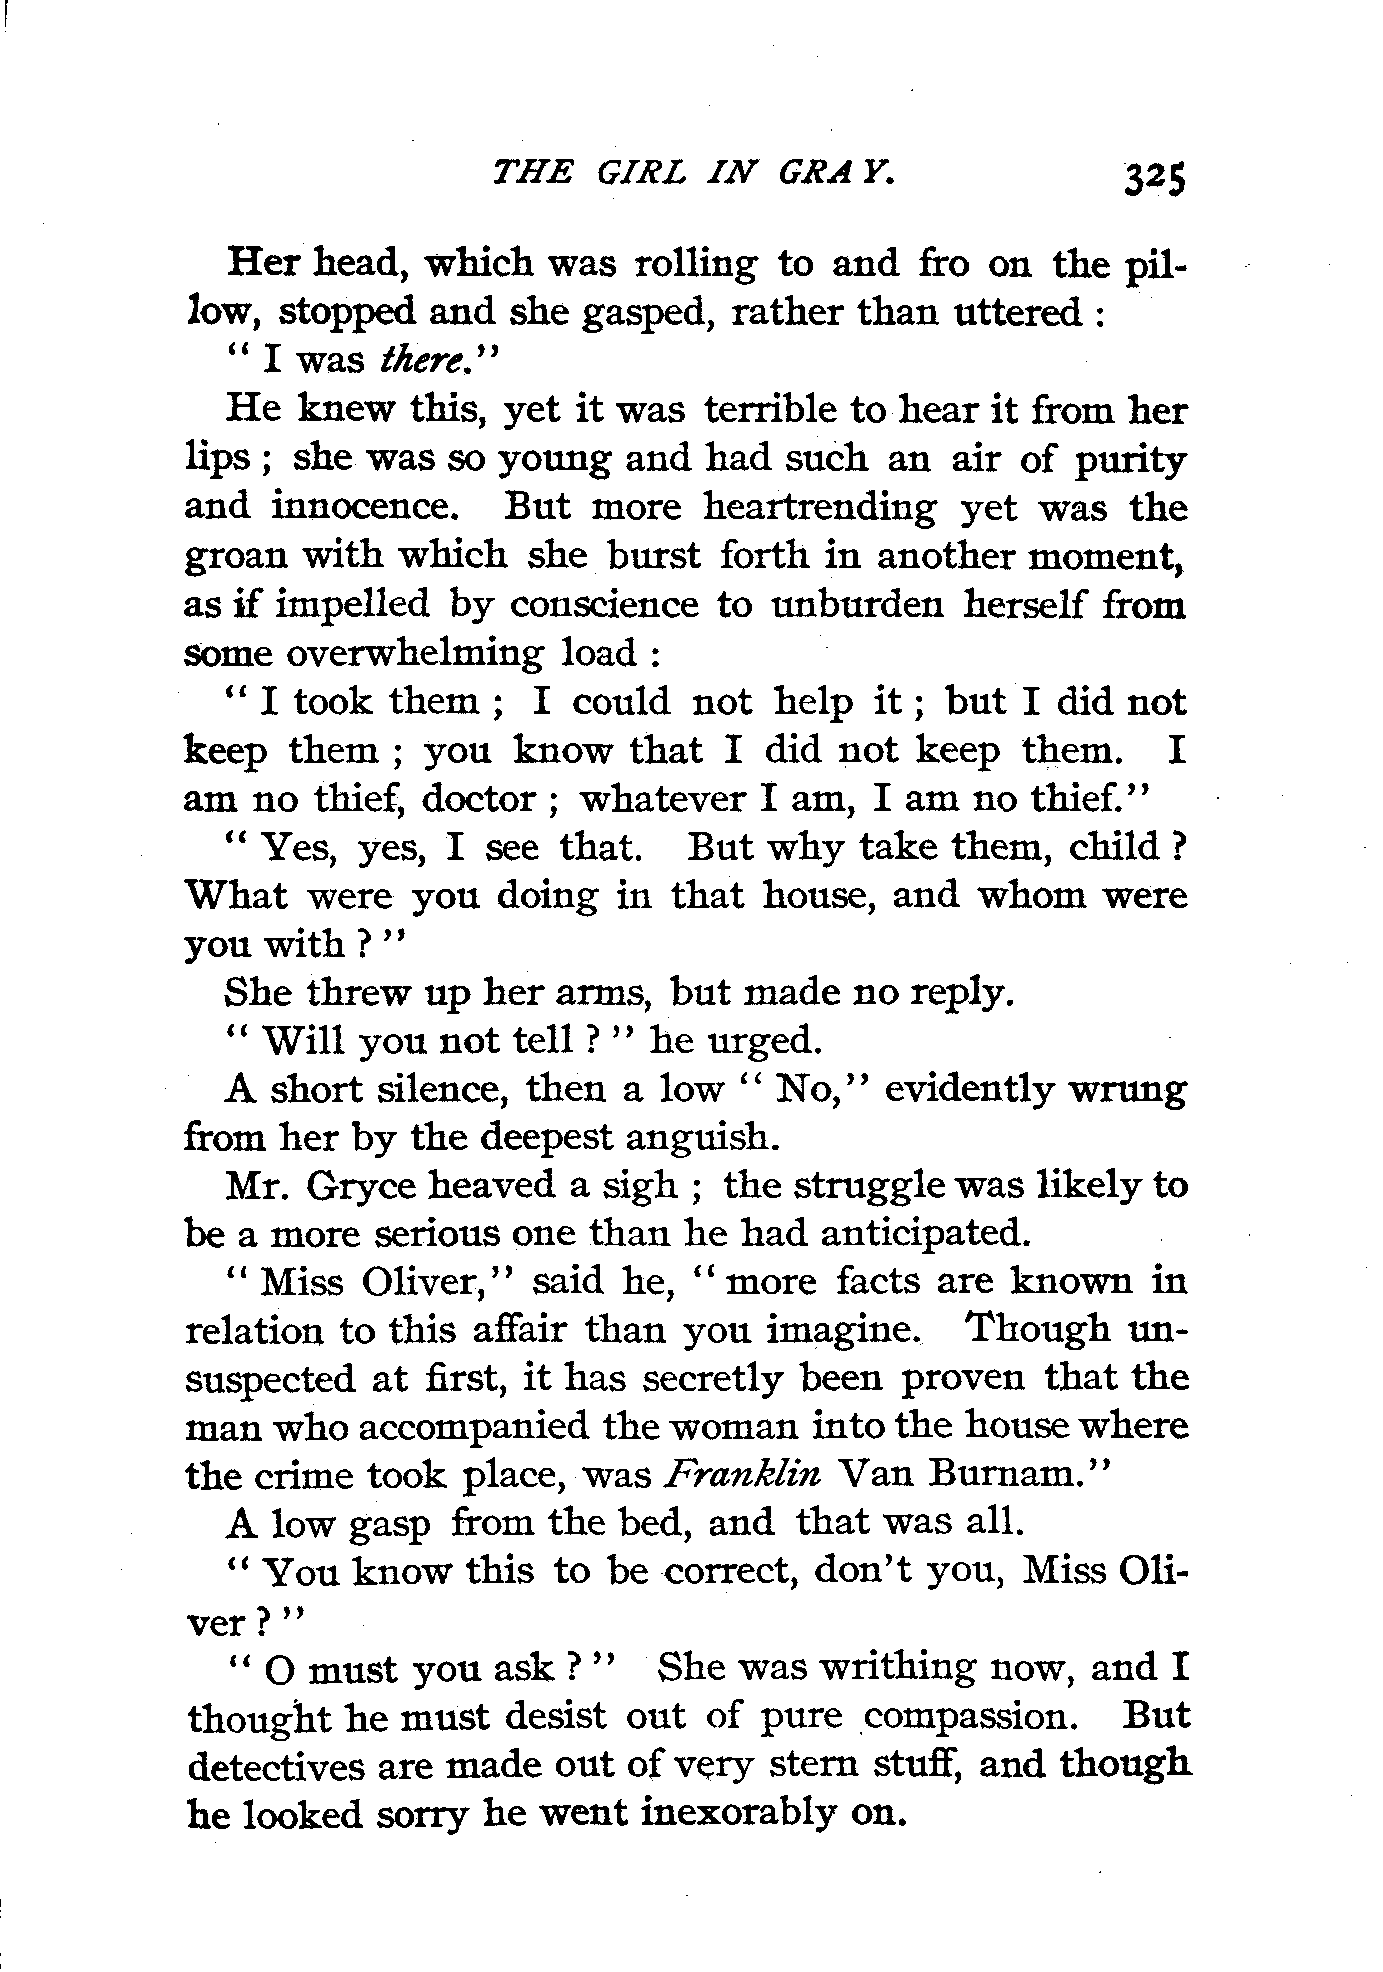 THE GIRL IN GRAY. 325
Her head, which was rolling to and fro on the pil-
low, stopped and she gasped, rather than uttered :
" I was there."
He knew this, yet it was terrible to hear it from her
lips ; she was so young and had such an air of purity
and innocence. But more heartrending yet was the
groan with which she burst forth in another moment,
as if impelled by conscience to unburden herself from
some overwhelming load :
" I took them ; I could not help it ; but I did not
keep them ; you know that I did not keep them. I
am no thief, doctor ; whatever I am, I am no thief."
" Yes, yes, I see that. But why take them, child ?
What were you doing in that house, and whom were
you with ? "
She threw up her arms, but made no reply.
" Will you not tell ? " he urged.
A short silence, then a low " No," evidently wrung
from her by the deepest anguish.
Mr. Gryce heaved a sigh ; the struggle was likely to
be a more serious one than he had anticipated.
" Miss Oliver," said he, " more facts are known in
relation to this affair than you imagine. Though un-
suspected at first, it has secretly been proven that the
man who accompanied the woman into the house where
the crime took place, was Franklin Van Burnam."
A low gasp from the bed, and that was all.
" You know this to be correct, don't you, Miss Oli-
ver ? "
" O must you ask ? " She was writhing now, and I
thought he must desist out of pure compassion. But
detectives are made out of very stern stuff, and though
he looked sorry he went inexorably on.